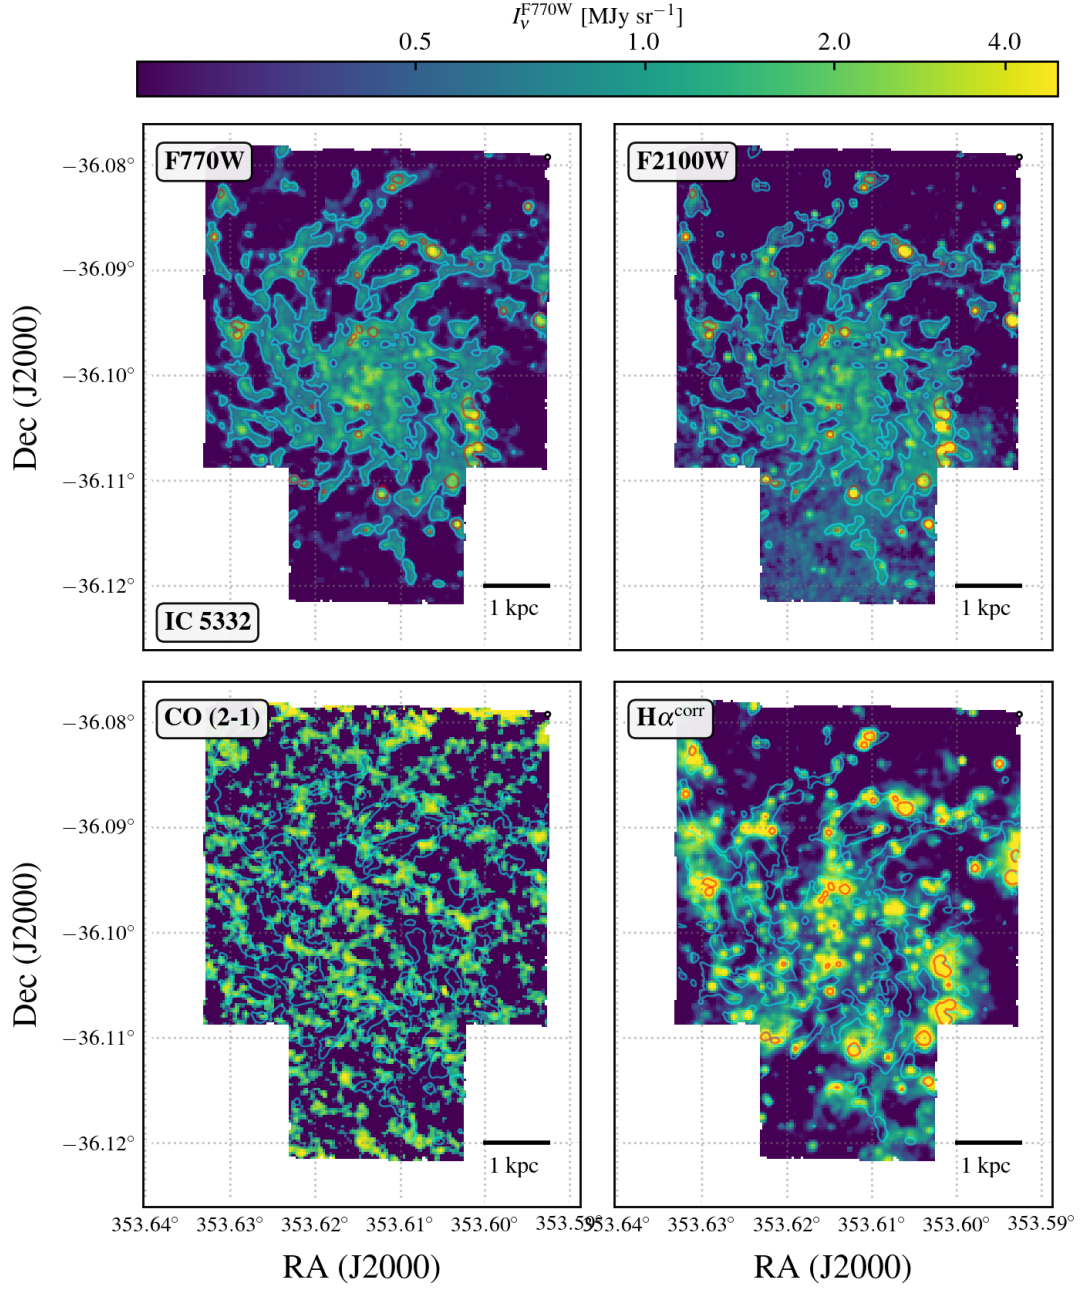 I_ν^F770W [MJy sr⁻¹]
0.5 1.0 2.0 4.0
F770W
F2100W
−36.08°
−36.09°
−36.10°
−36.11°
−36.12°
Dec (J2000)
IC 5332
1 kpc
1 kpc
CO (2-1)
Hα^corr
−36.08°
−36.09°
−36.10°
−36.11°
−36.12°
Dec (J2000)
1 kpc
1 kpc
353.64° 353.63° 353.62° 353.61° 353.60° 353.59°
353.64° 353.63° 353.62° 353.61° 353.60° 353.59°
RA (J2000)
RA (J2000)